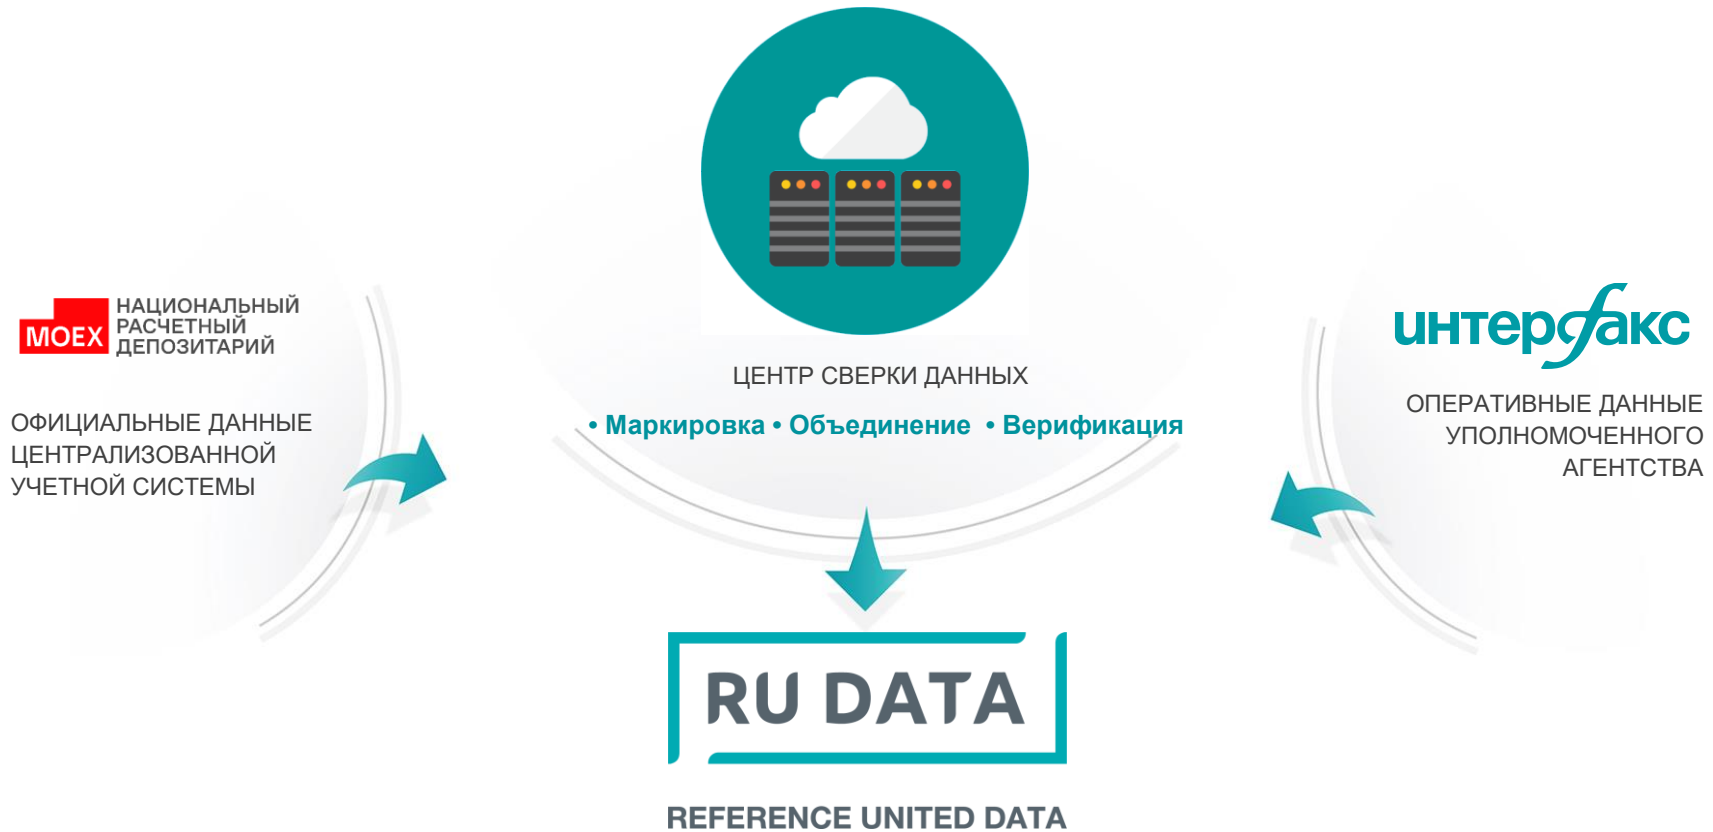 MOEX
НАЦИОНАЛЬНЫЙ
РАСЧЕТНЫЙ
ДЕПОЗИТАРИЙ
ОФИЦИАЛЬНЫЕ ДАННЫЕ
ЦЕНТРАЛИЗОВАННОЙ
УЧЕТНОЙ СИСТЕМЫ
ЦЕНТР СВЕРКИ ДАННЫХ
• Маркировка • Объединение • Верификация
интерфакс
ОПЕРАТИВНЫЕ ДАННЫЕ
УПОЛНОМОЧЕННОГО
АГЕНТСТВА
RU DATA
REFERENCE UNITED DATA